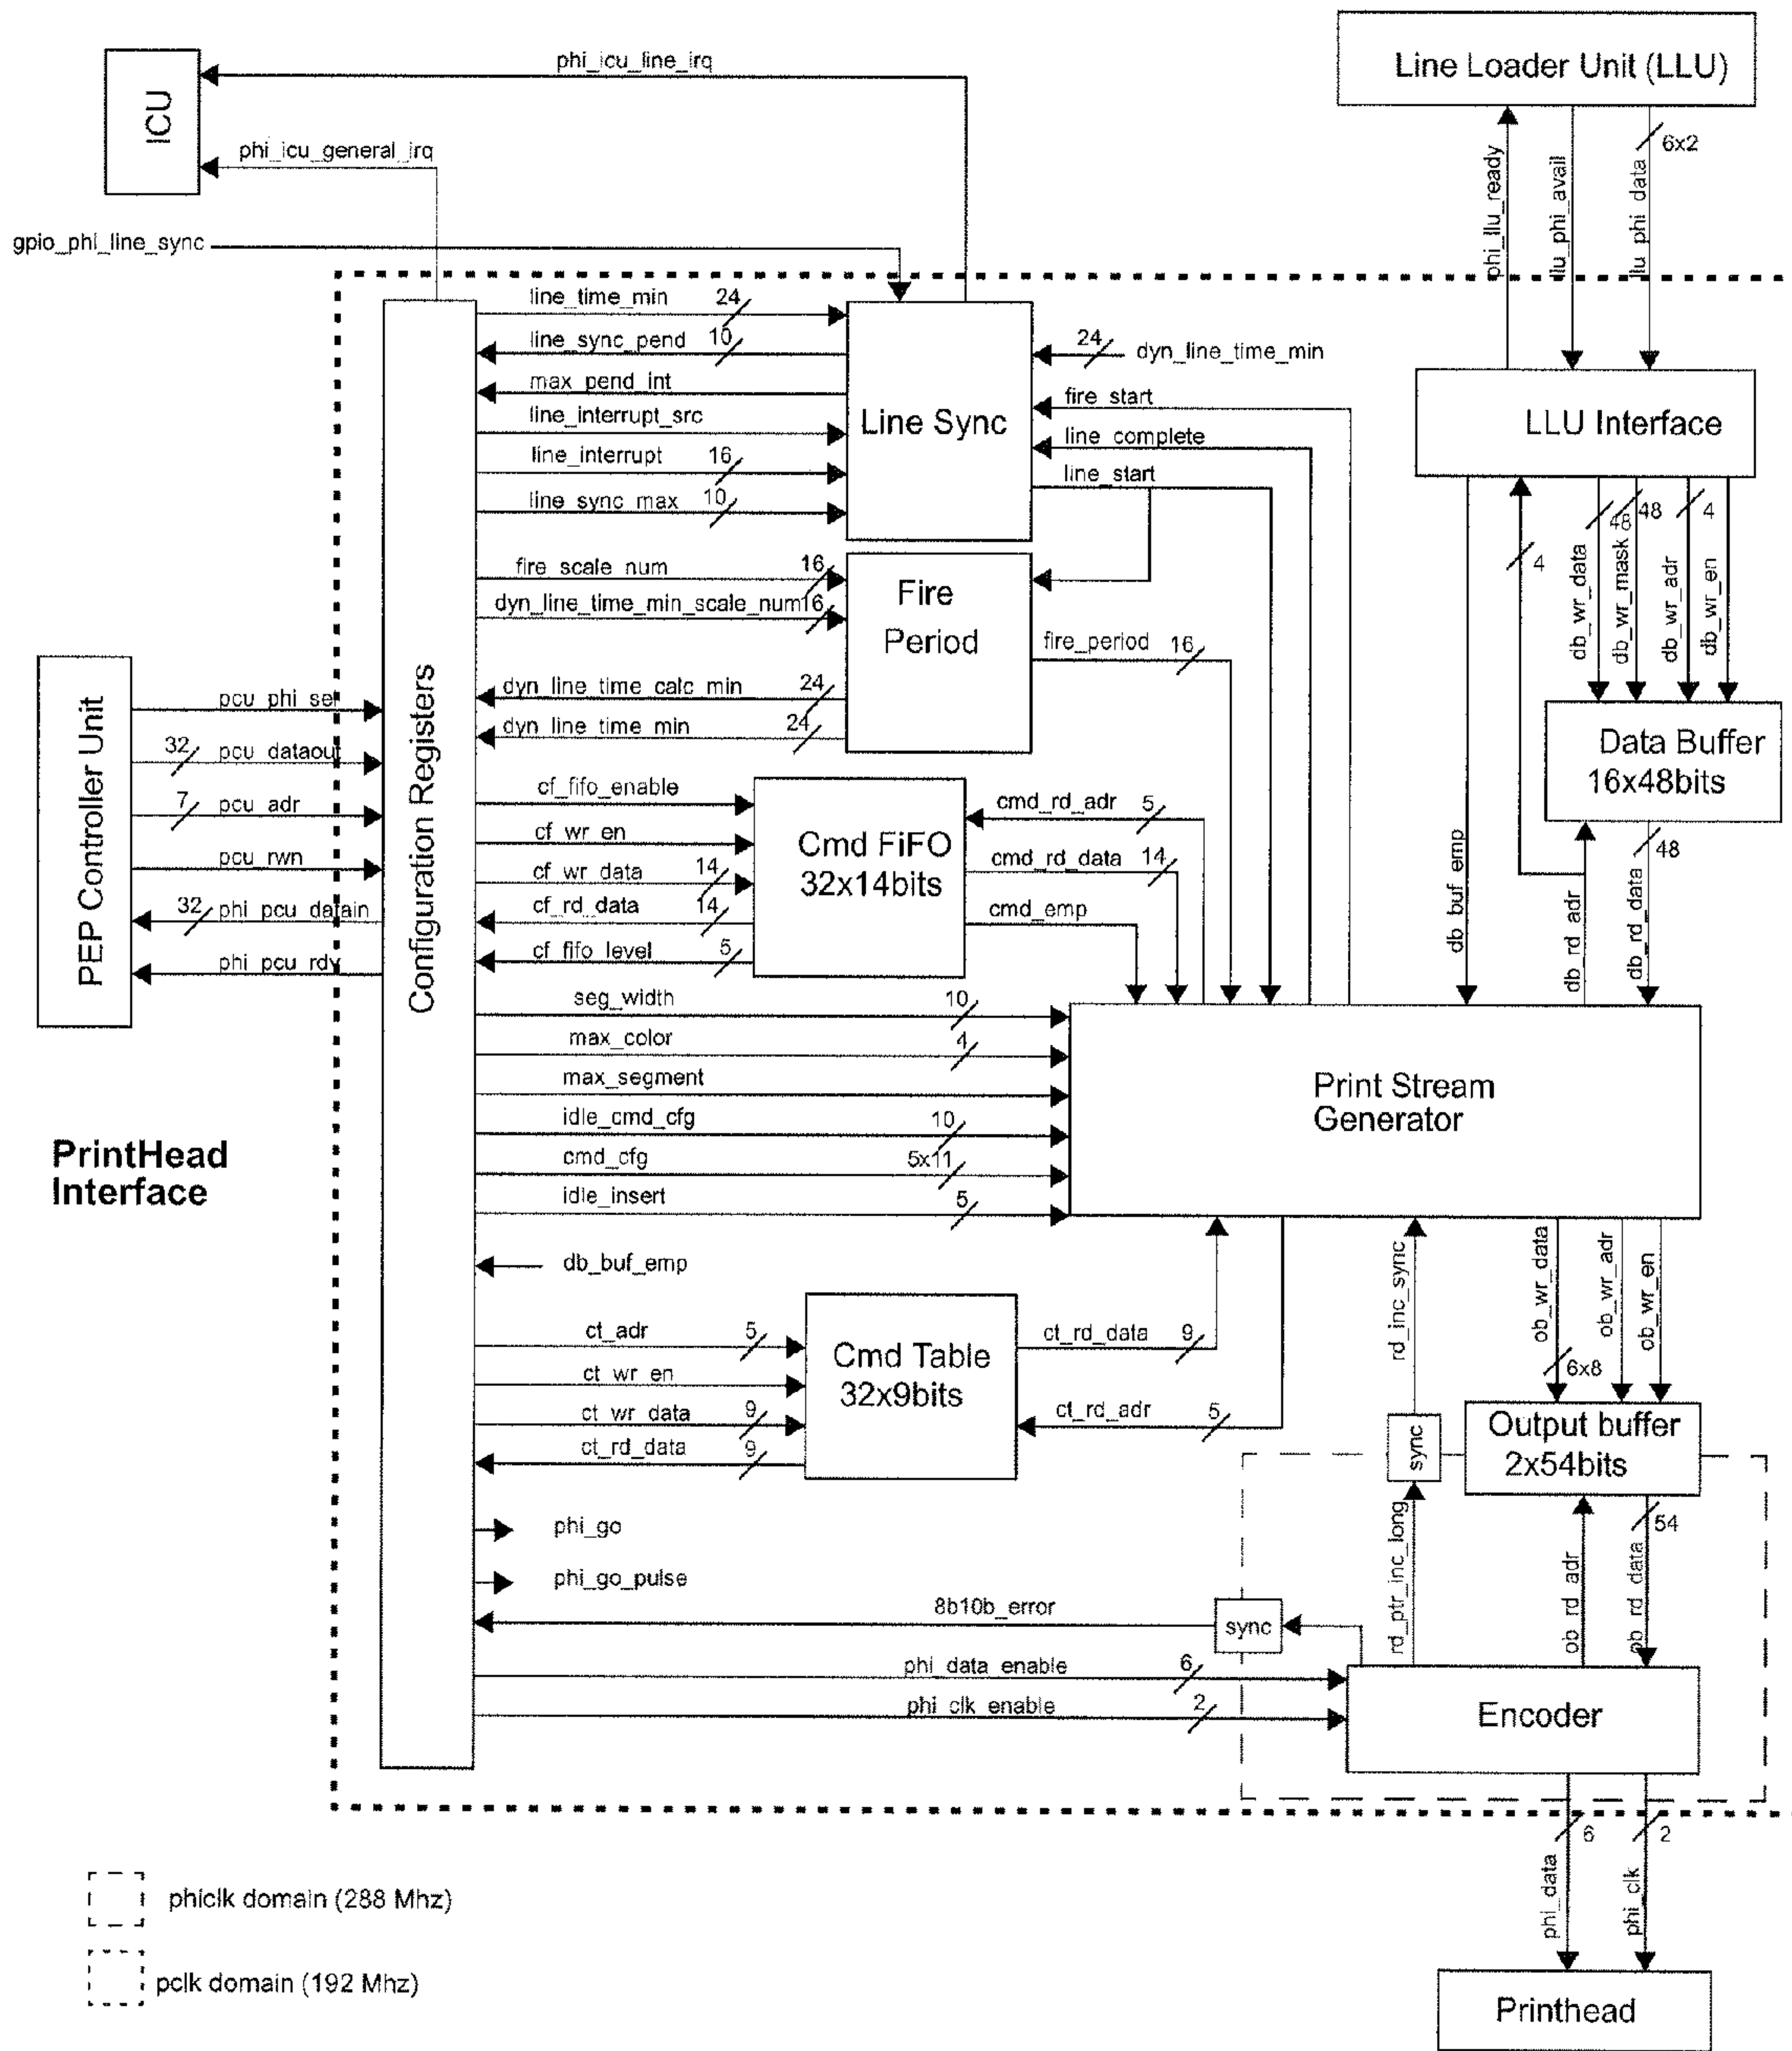 phi_icu_line_irq
ICU
phi_icu_general_irq
gpio_phi_line_sync
Line Loader Unit (LLU)
phi_llu_ready
llu_phi_avail
llu_phi_data
6x2
line_time_min 24
line_sync_pend 10
max_pend_int
line_interrupt_src
line_interrupt 16
line_sync_max 10
Line Sync
24 dyn_line_time_min
fire_start
line_complete
line_start
LLU Interface
4
48
48
4
db_wr_data
db_wr_mask
db_wr_adr
db_wr_en
fire_scale_num 16
dyn_line_time_min_scale_num 16
dyn_line_time_calc_min 24
dyn_line_time_min 24
Fire
Period
fire_period 16
Data Buffer
16x48bits
48
db_buf_emp
db_rd_adr
db_rd_data
PEP Controller Unit
pcu_phi_sel
32 pcu_dataout
7 pcu_adr
pcu_rwn
32 phi_pcu_datain
phi_pcu_rdy
Configuration Registers
cf_fifo_enable
cf_wr_en
cf_wr_data 14
cf_rd_data 14
cf_fifo_level 5
Cmd FiFO
32x14bits
cmd_rd_adr 5
cmd_rd_data 14
cmd_emp
seg_width 10
max_color 4
max_segment
idle_cmd_cfg 10
cmd_cfg 5x11
idle_insert 5
Print Stream
Generator
PrintHead
Interface
db_buf_emp
ct_adr 5
ct_wr_en
ct_wr_data 9
ct_rd_data 9
Cmd Table
32x9bits
ct_rd_data 9
ct_rd_adr 5
rd_inc_sync
ob_wr_data
ob_wr_adr
ob_wr_en
6x8
sync
Output buffer
2x54bits
rd_ptr_inc_long
ob_rd_adr
ob_rd_data
54
phi_go
phi_go_pulse
8b10b_error
sync
phi_data_enable 6
phi_clk_enable 2
Encoder
6
2
phi_data
phi_clk
Printhead
phiclk domain (288 Mhz)
pclk domain (192 Mhz)